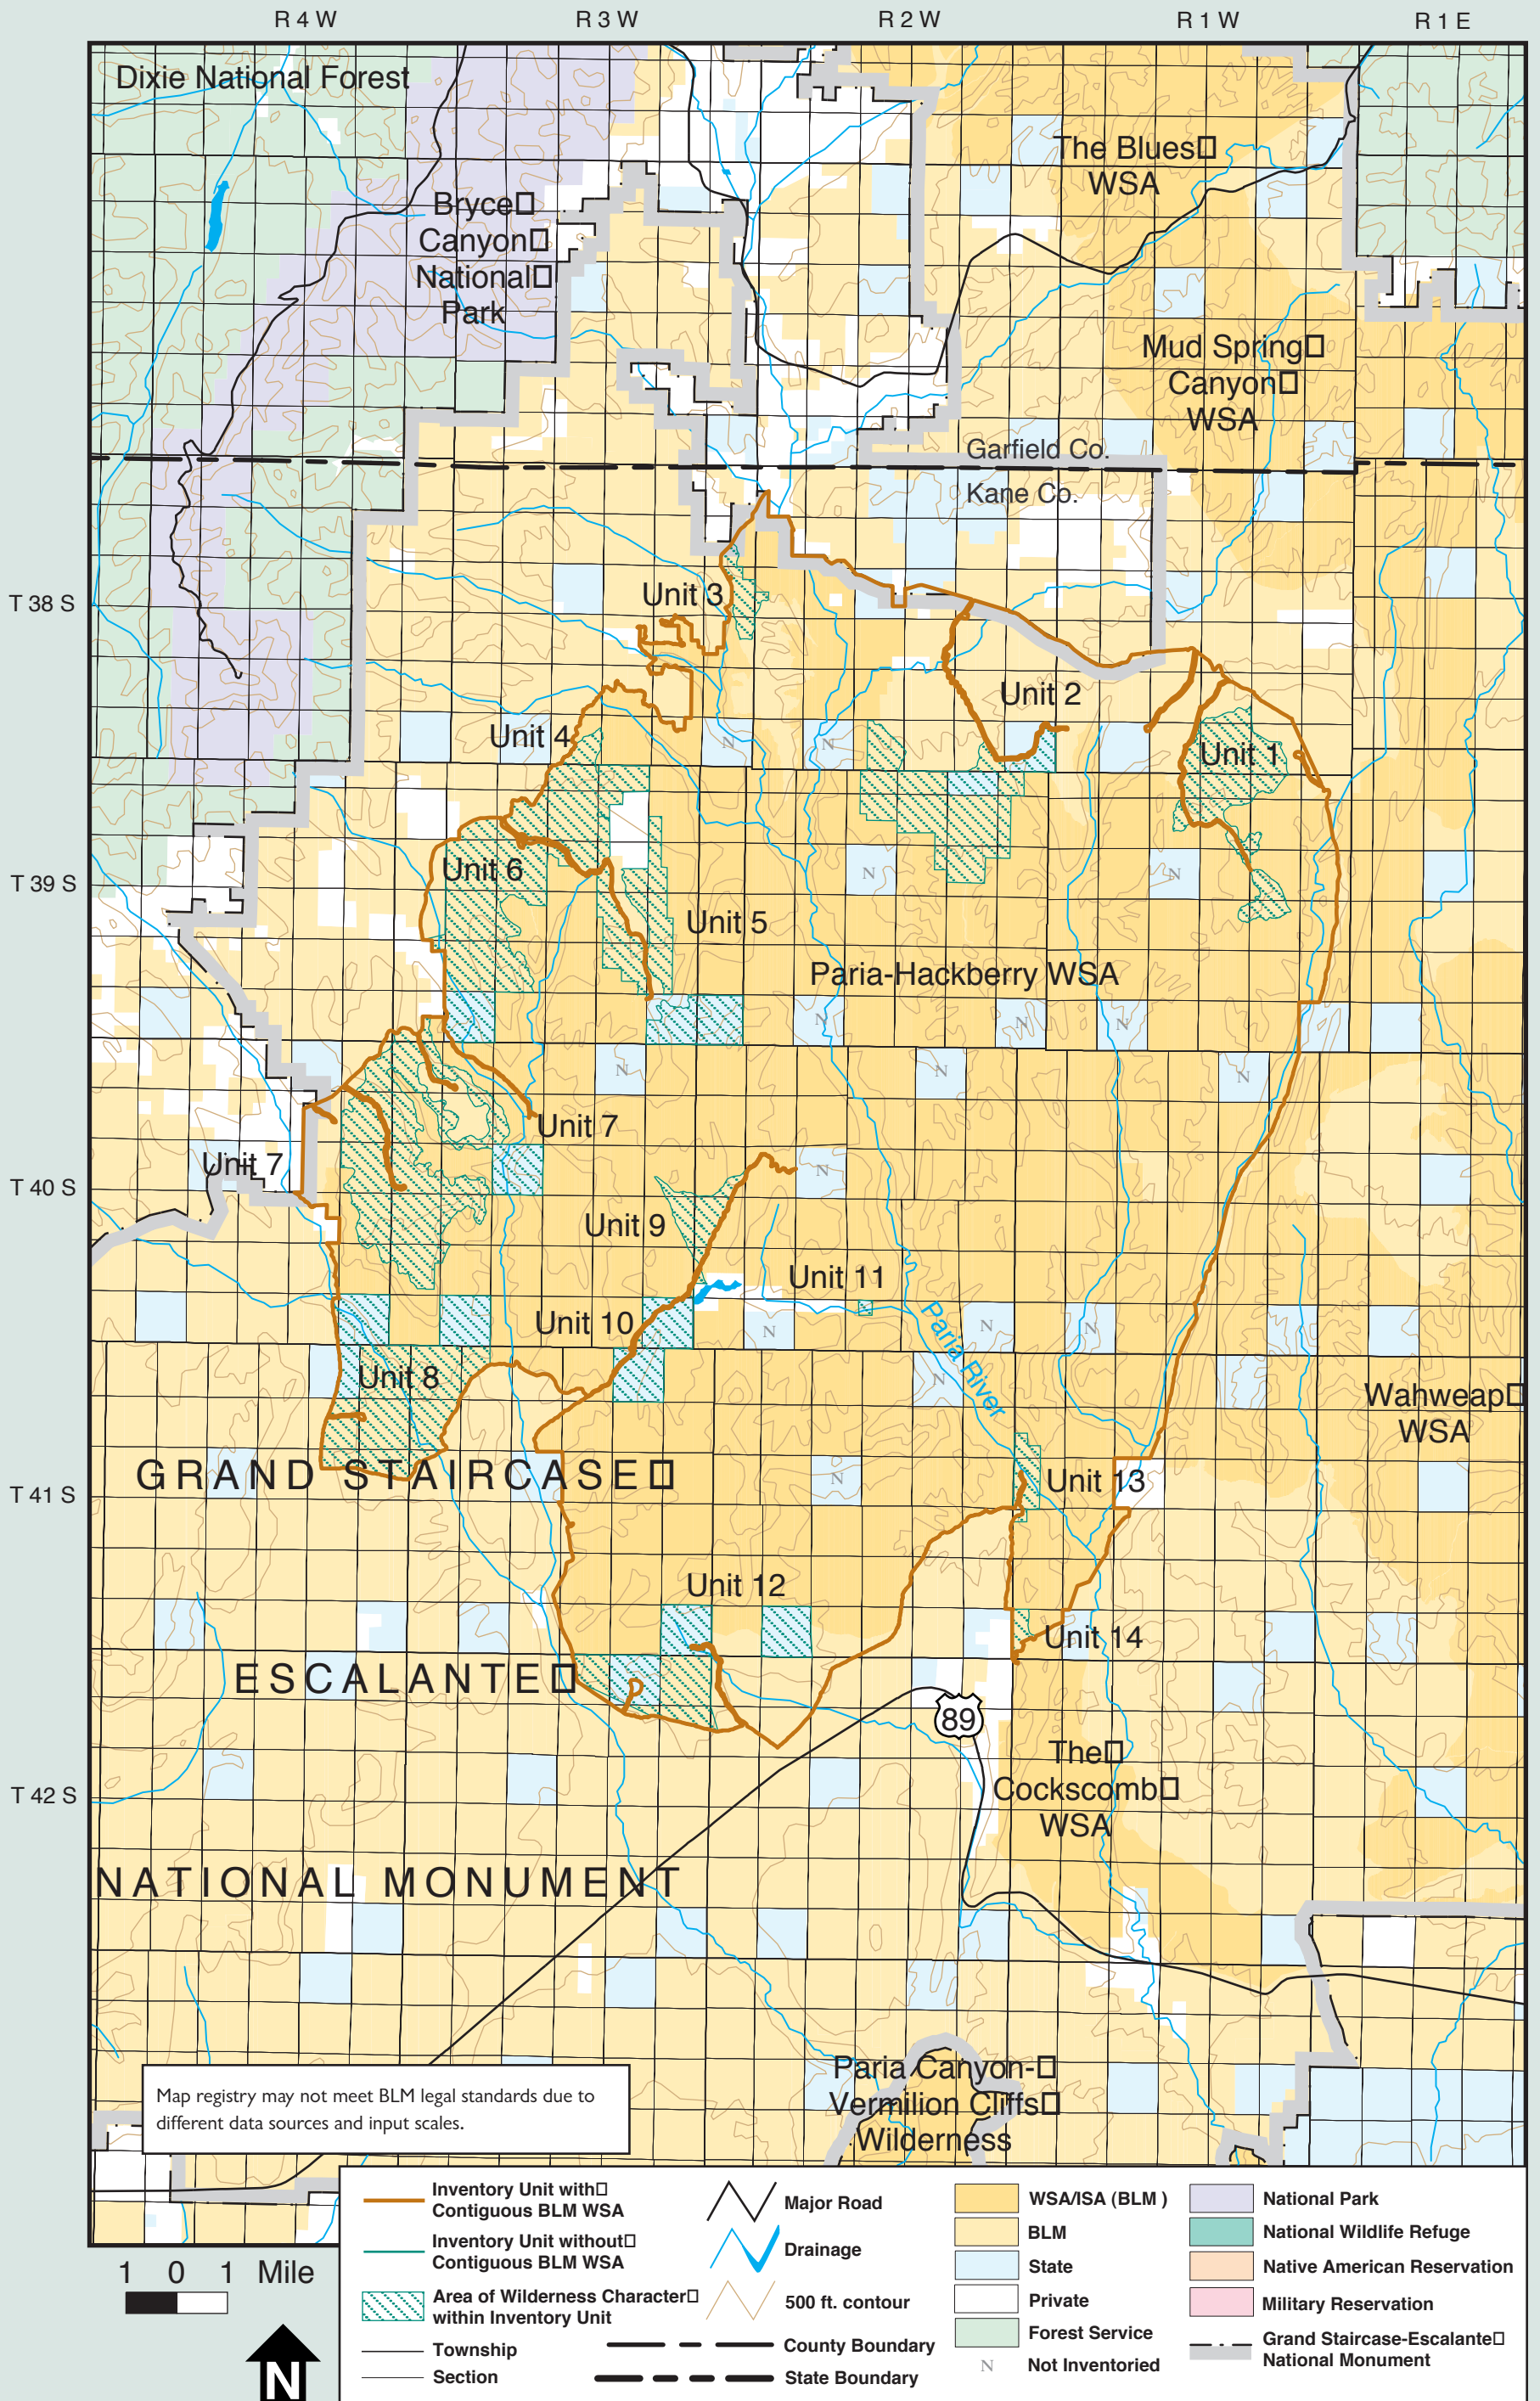 R 4 W R 3 W R 2 W R 1 W R 1 E
Dixie National Forest
The Blues
WSA
Bryce
Canyon
National
Park
Mud Spring
Canyon
WSA
Garfield Co.
Kane Co.
T 38 S
Unit 3
Unit 2
Unit 4
N N
Unit 1
T 39 S
Unit 6
N N
Unit 5
Paria-Hackberry WSA
N N N
N N N
Unit 7
Unit 7
N
T 40 S
Unit 9
Unit 11
Unit 10
N N N
Paria River
Unit 8
N
Wahweap
WSA
GRAND STAIRCASE
N
Unit 13
T 41 S
Unit 12
Unit 14
ESCALANTE
89
The
Cockscomb
WSA
T 42 S
NATIONAL MONUMENT
Paria Canyon-
Vermilion Cliffs
Wilderness
Map registry may not meet BLM legal standards due to
different data sources and input scales.
1 0 1 Mile
N
Inventory Unit with
Contiguous BLM WSA
Inventory Unit without
Contiguous BLM WSA
Area of Wilderness Character
within Inventory Unit
Township
Section
Major Road
Drainage
500 ft. contour
County Boundary
State Boundary
WSA/ISA (BLM )
BLM
State
Private
Forest Service
N Not Inventoried
National Park
National Wildlife Refuge
Native American Reservation
Military Reservation
Grand Staircase-Escalante
National Monument